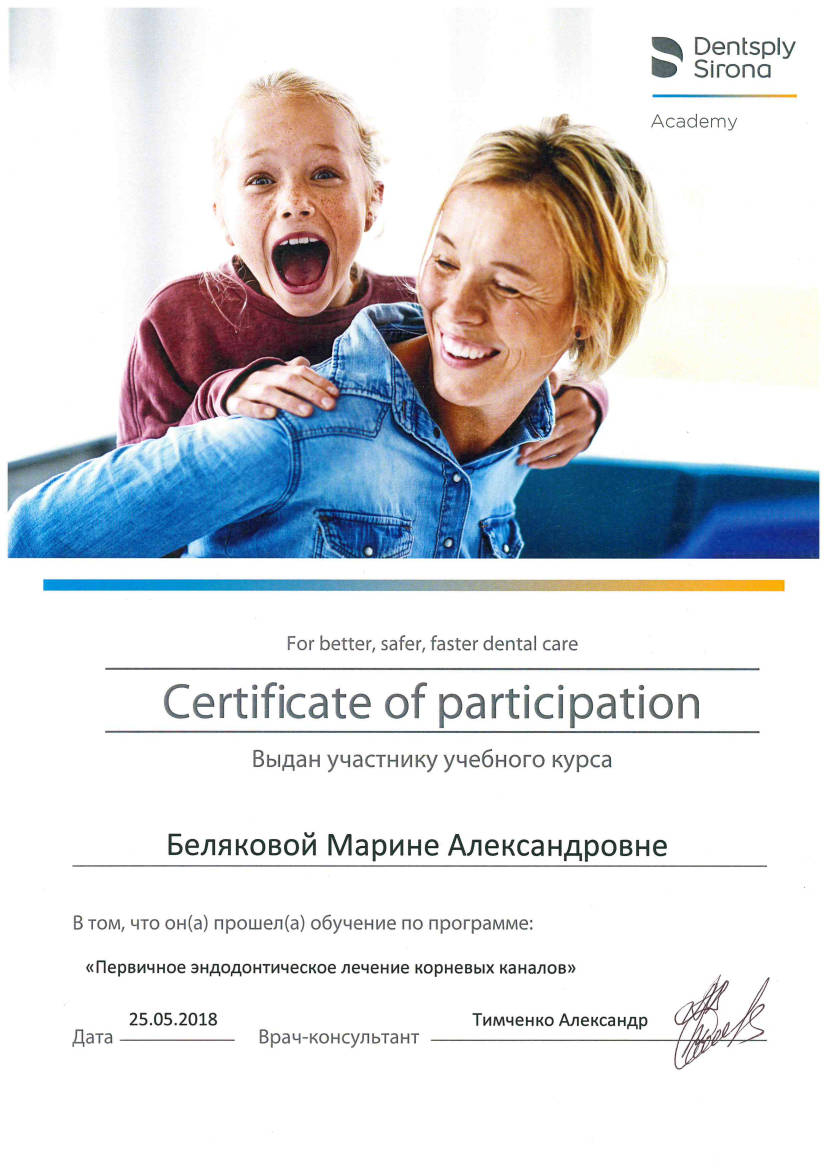 Dentsply
Sirona
Academy
For better, safer, faster dental care
Certificate of participation
Выдан участнику учебного курса
Беляковой Марине Александровне
В том, что он(а) прошел(а) обучение по программе:
«Первичное эндодонтическое лечение корневых каналов»
Дата 25.05.2018 Врач-консультант Тимченко Александр